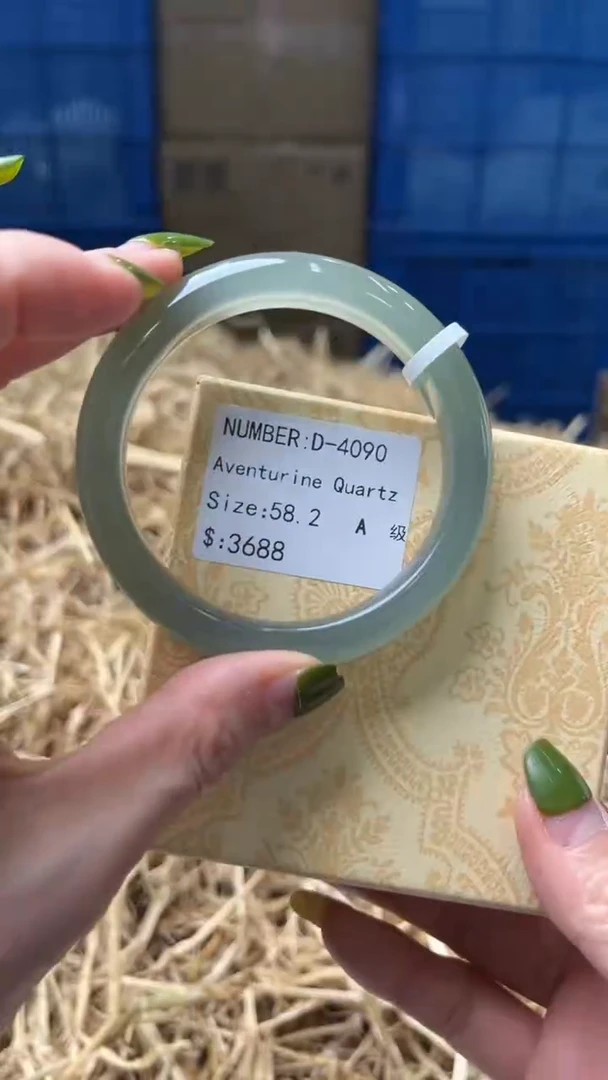 NUMBER:D-4090
Aventurine Quartz
Size:58.2 A 级
$:3688